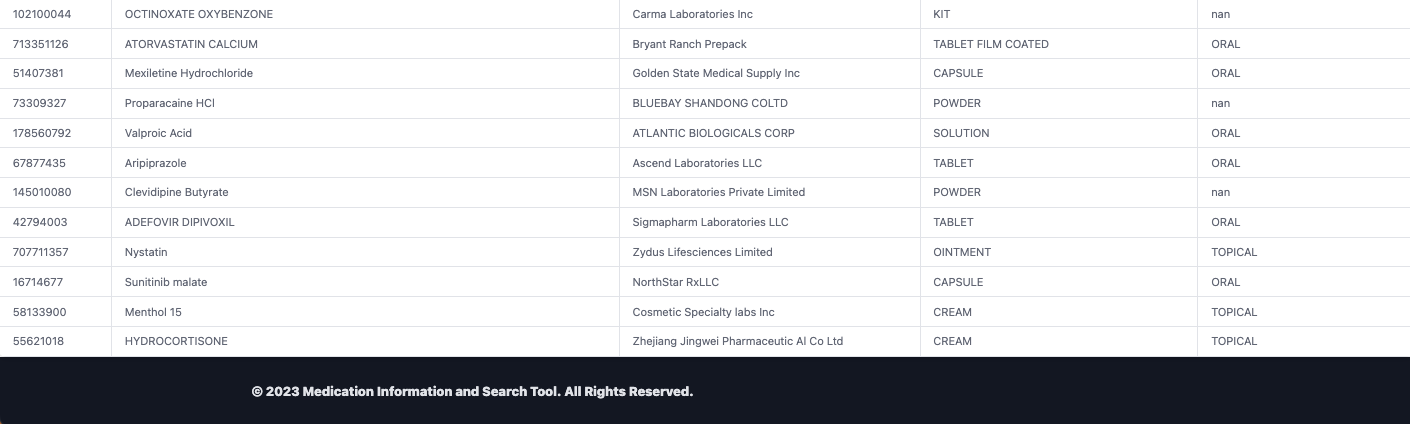 102100044 OCTINOXATE OXYBENZONE Carma Laboratories Inc KIT nan
713351126 ATORVASTATIN CALCIUM Bryant Ranch Prepack TABLET FILM COATED ORAL
51407381 Mexiletine Hydrochloride Golden State Medical Supply Inc CAPSULE ORAL
73309327 Proparacaine HCl BLUEBAY SHANDONG COLTD POWDER nan
178560792 Valproic Acid ATLANTIC BIOLOGICALS CORP SOLUTION ORAL
67877435 Aripiprazole Ascend Laboratories LLC TABLET ORAL
145010080 Clevidipine Butyrate MSN Laboratories Private Limited POWDER nan
42794003 ADEFOVIR DIPIVOXIL Sigmapharm Laboratories LLC TABLET ORAL
707711357 Nystatin Zydus Lifesciences Limited OINTMENT TOPICAL
16714677 Sunitinib malate NorthStar RxLLC CAPSULE ORAL
58133900 Menthol 15 Cosmetic Specialty labs Inc CREAM TOPICAL
55621018 HYDROCORTISONE Zhejiang Jingwei Pharmaceutic Al Co Ltd CREAM TOPICAL
© 2023 Medication Information and Search Tool. All Rights Reserved.